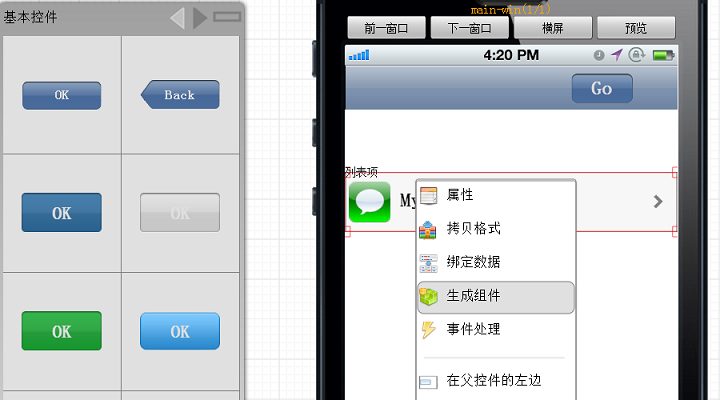 基本控件
OK
Back
OK
OK
OK
OK
main-win(1/1)
前一窗口
下一窗口
横屏
预览
4:20 PM
Go
列表项
My
属性
拷贝格式
绑定数据
生成组件
事件处理
在父控件的左边